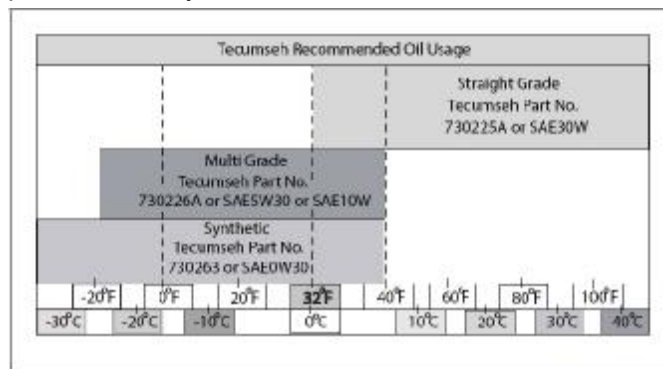 Tecumseh Recommended Oil Usage
Straight Grade
Tecumseh Part No.
730225A or SAE30W
Multi Grade
Tecumseh Part No.
730226A or SAE5W30 or SAE10W
Synthetic
Tecumseh Part No.
730263 or SAE0W30
-20°F 0°F 20°F 32°F 40°F 60°F 80°F 100°F
-30°C -20°C -10°C 0°C 10°C 20°C 30°C 40°C